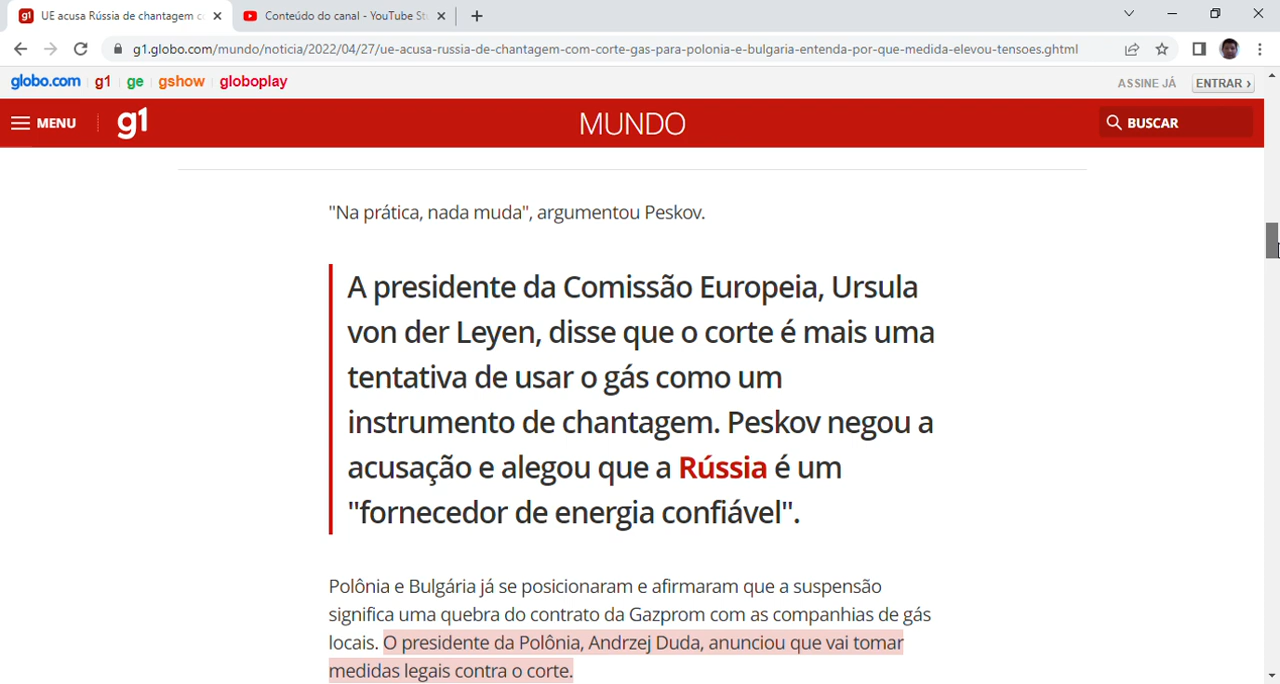 UE acusa Rússia de chantagem c
Conteúdo do canal - YouTube St
g1.globo.com/mundo/noticia/2022/04/27/ue-acusa-russia-de-chantagem-com-corte-gas-para-polonia-e-bulgaria-entenda-por-que-medida-elevou-tensoes.ghtml
globo.com g1 ge gshow globoplay
ASSINE JÁ ENTRAR ›
MENU g1 MUNDO BUSCAR
"Na prática, nada muda", argumentou Peskov.
A presidente da Comissão Europeia, Ursula
von der Leyen, disse que o corte é mais uma
tentativa de usar o gás como um
instrumento de chantagem. Peskov negou a
acusação e alegou que a Rússia é um
"fornecedor de energia confiável".
Polônia e Bulgária já se posicionaram e afirmaram que a suspensão
significa uma quebra do contrato da Gazprom com as companhias de gás
locais. O presidente da Polônia, Andrzej Duda, anunciou que vai tomar
medidas legais contra o corte.